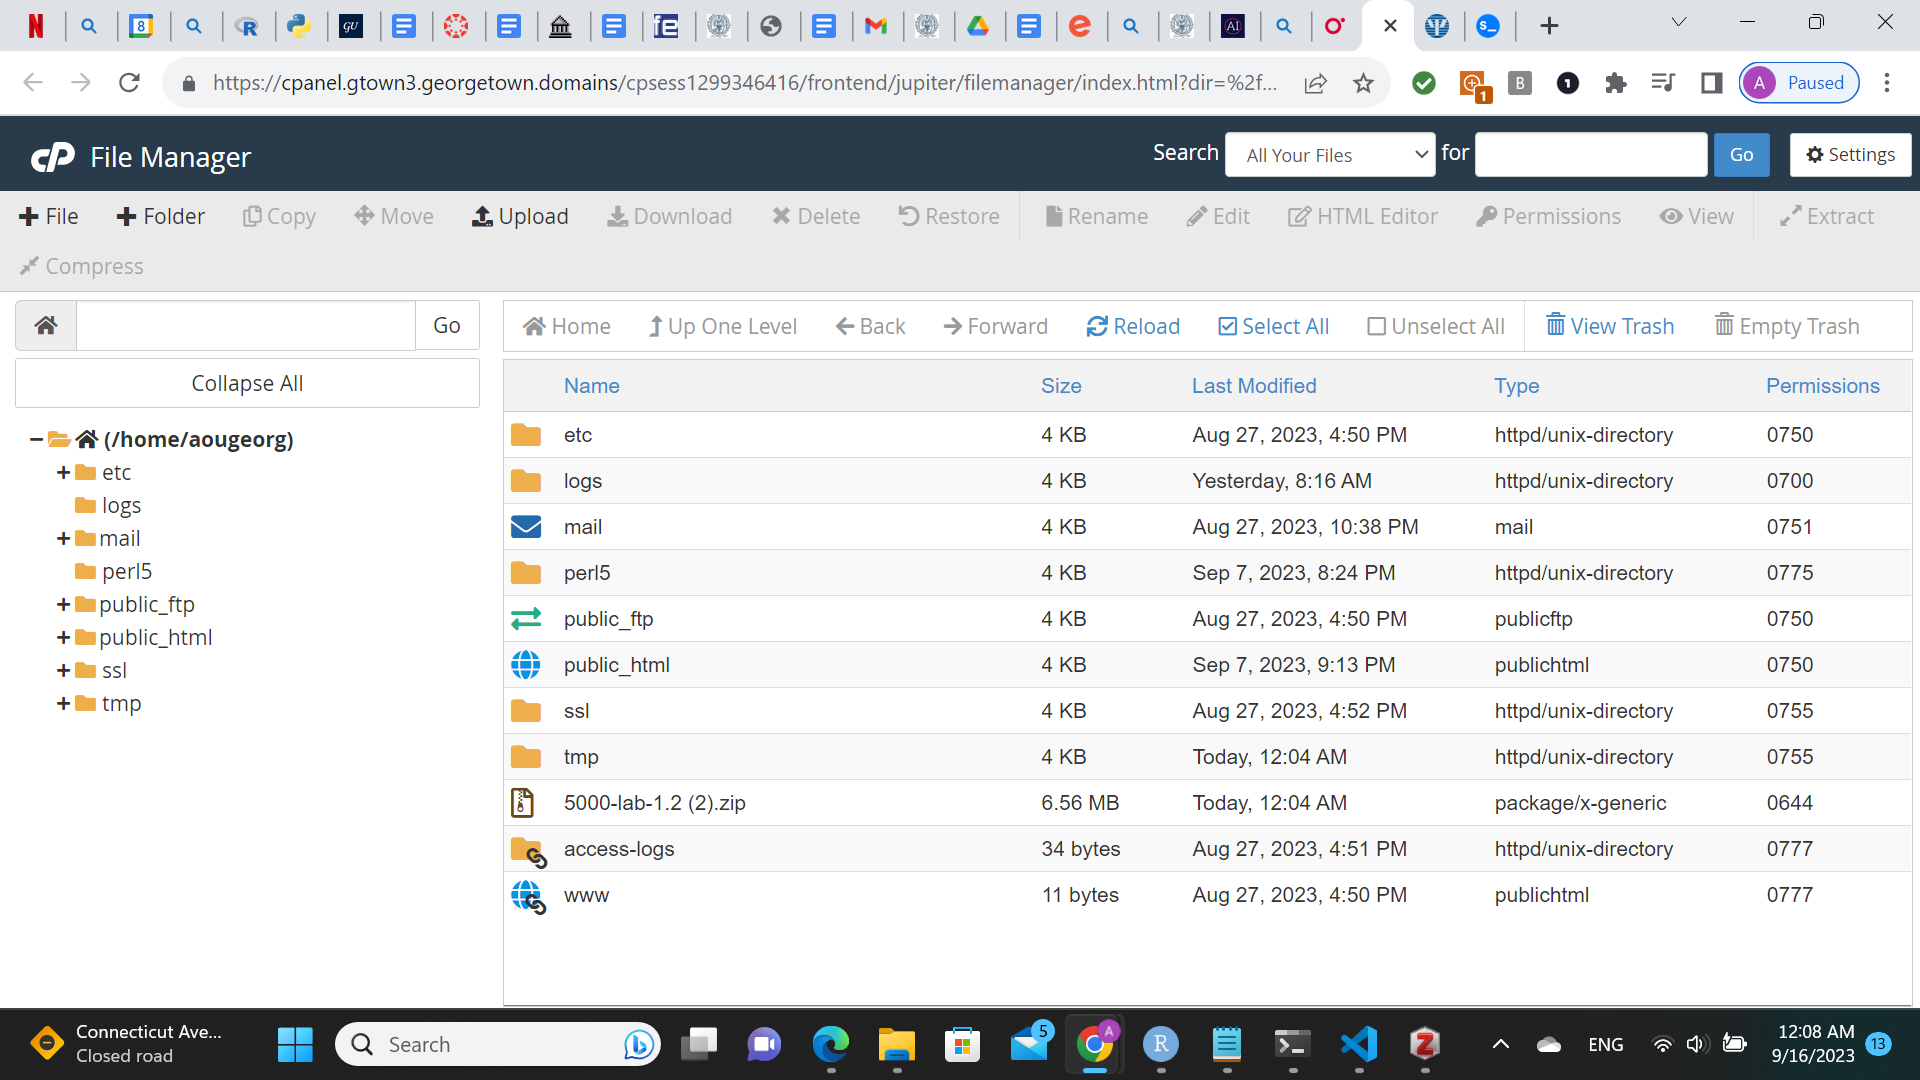 https://cpanel.gtown3.georgetown.domains/cpsess1299346416/frontend/jupiter/filemanager/index.html?dir=%2f...
Paused
File Manager
Search All Your Files for Go Settings
File Folder Copy Move Upload Download Delete Restore Rename Edit HTML Editor Permissions View Extract
Compress
Go
Home Up One Level Back Forward Reload Select All Unselect All View Trash Empty Trash
Collapse All
(/home/aougeorg)
etc
logs
mail
perl5
public_ftp
public_html
ssl
tmp
Name Size Last Modified Type Permissions
etc 4 KB Aug 27, 2023, 4:50 PM httpd/unix-directory 0750
logs 4 KB Yesterday, 8:16 AM httpd/unix-directory 0700
mail 4 KB Aug 27, 2023, 10:38 PM mail 0751
perl5 4 KB Sep 7, 2023, 8:24 PM httpd/unix-directory 0775
public_ftp 4 KB Aug 27, 2023, 4:50 PM publicftp 0750
public_html 4 KB Sep 7, 2023, 9:13 PM publichtml 0750
ssl 4 KB Aug 27, 2023, 4:52 PM httpd/unix-directory 0755
tmp 4 KB Today, 12:04 AM httpd/unix-directory 0755
5000-lab-1.2 (2).zip 6.56 MB Today, 12:04 AM package/x-generic 0644
access-logs 34 bytes Aug 27, 2023, 4:51 PM httpd/unix-directory 0777
www 11 bytes Aug 27, 2023, 4:50 PM publichtml 0777
Connecticut Ave...
Closed road
Search
5
ENG
12:08 AM
9/16/2023
13